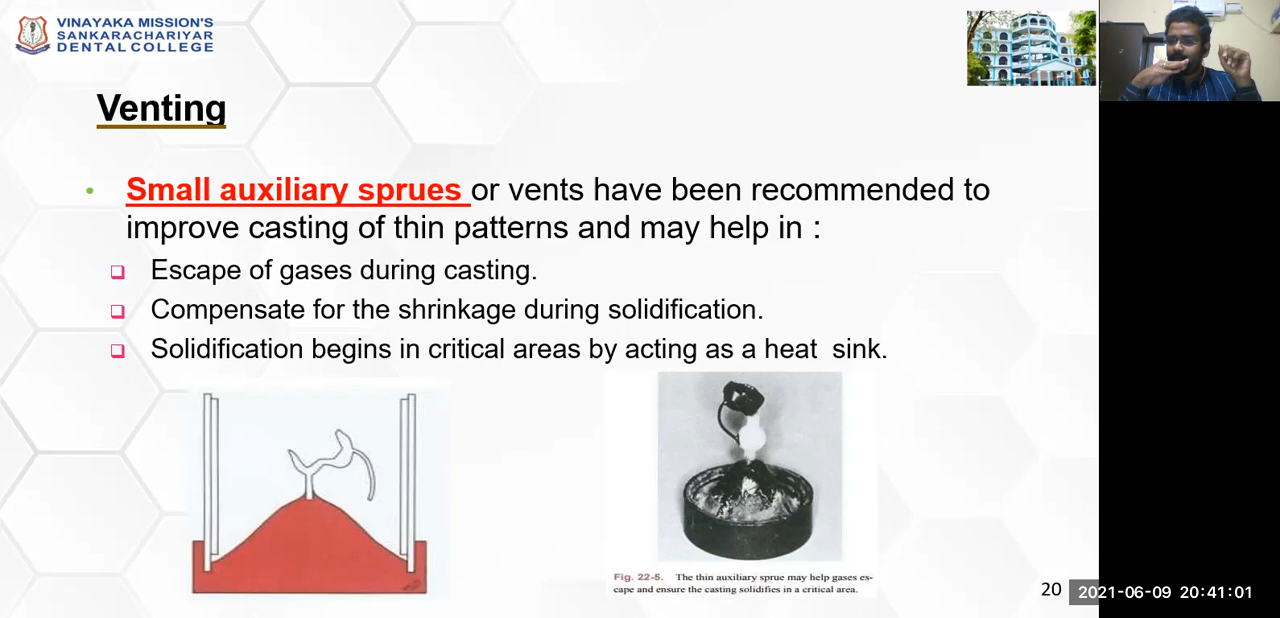 VINAYAKA MISSION'S
SANKARACHARIYAR
DENTAL COLLEGE
Venting
• Small auxiliary sprues or vents have been recommended to
improve casting of thin patterns and may help in :
❑ Escape of gases during casting.
❑ Compensate for the shrinkage during solidification.
❑ Solidification begins in critical areas by acting as a heat sink.
Fig. 22-5. The thin auxiliary sprue may help gases es-
cape and ensure the casting solidifies in a critical area.
20
2021-06-09 20:41:01